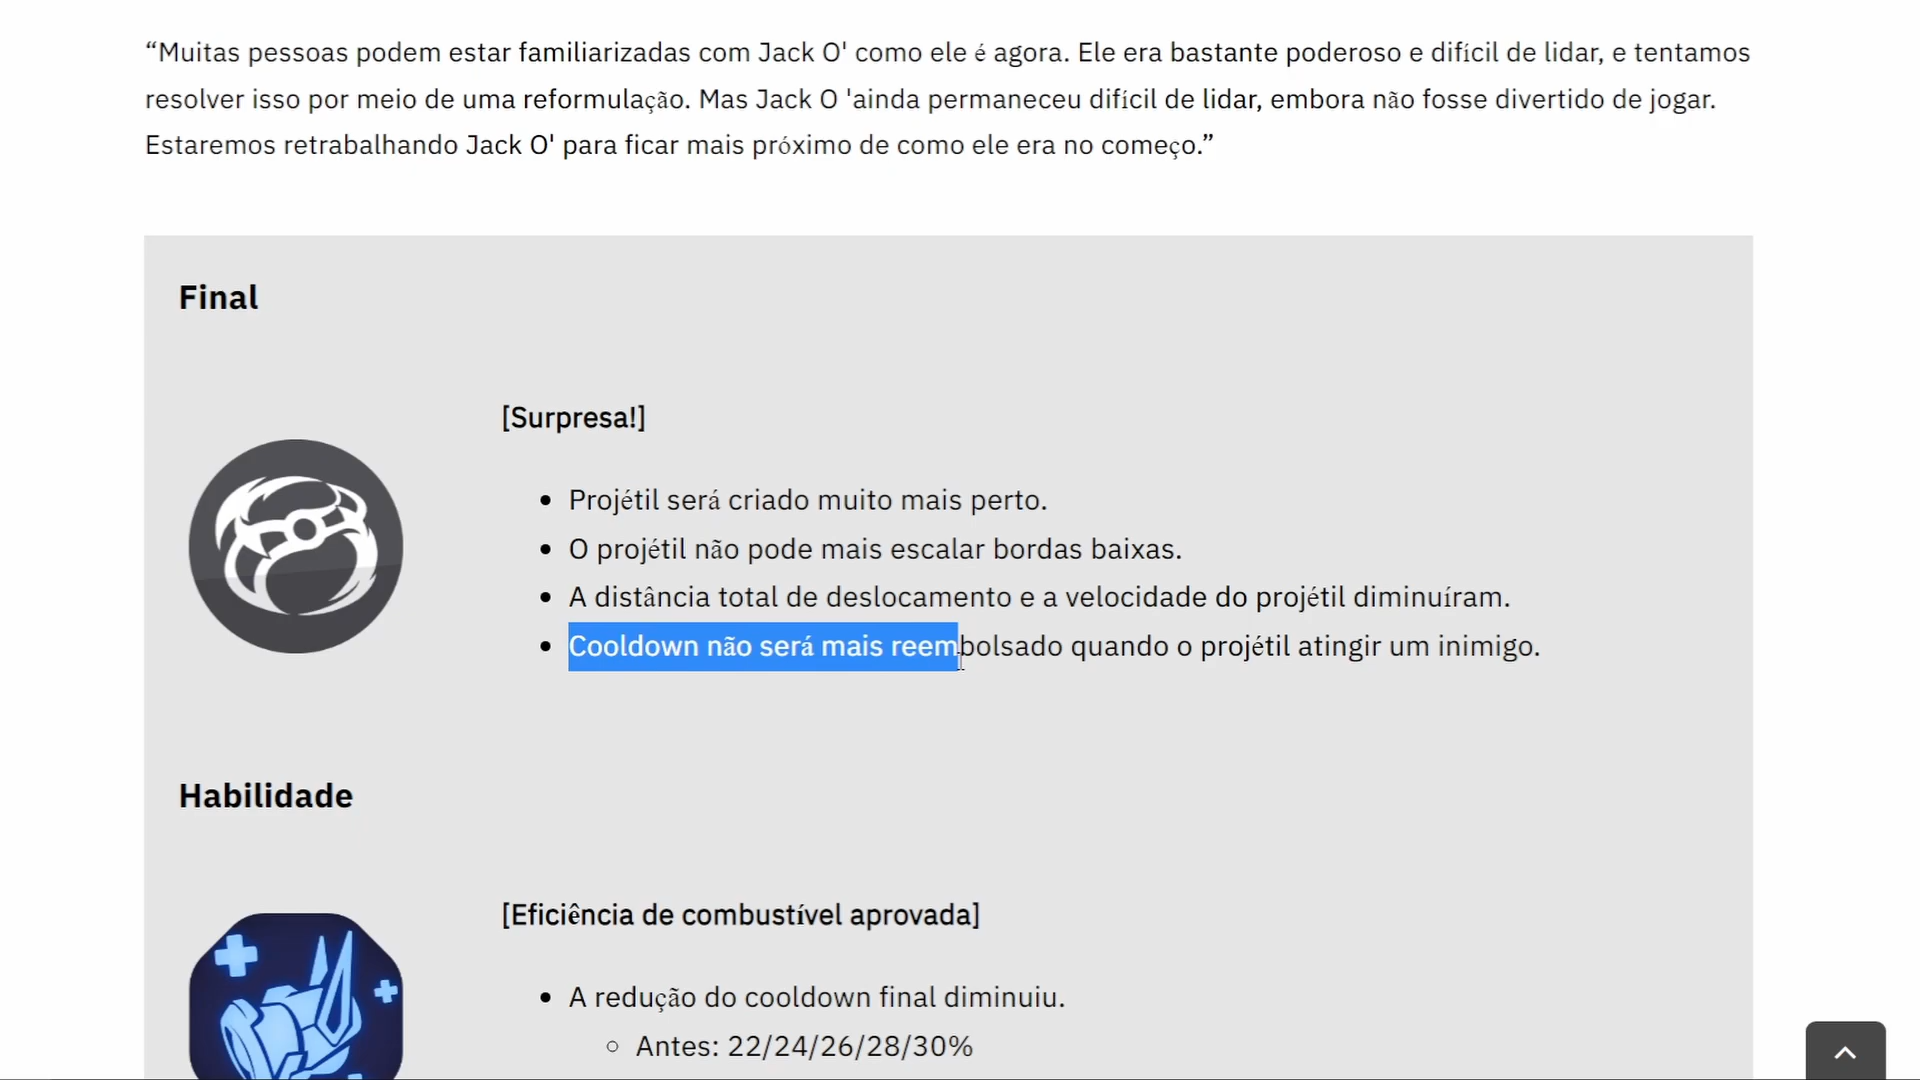 “Muitas pessoas podem estar familiarizadas com Jack O' como ele é agora. Ele era bastante poderoso e difícil de lidar, e tentamos
resolver isso por meio de uma reformulação. Mas Jack O 'ainda permaneceu difícil de lidar, embora não fosse divertido de jogar.
Estaremos retrabalhando Jack O' para ficar mais próximo de como ele era no começo.”
Final
[Surpresa!]
• Projétil será criado muito mais perto.
• O projétil não pode mais escalar bordas baixas.
• A distância total de deslocamento e a velocidade do projétil diminuíram.
• Cooldown não será mais reembolsado quando o projétil atingir um inimigo.
Habilidade
[Eficiência de combustível aprovada]
• A redução do cooldown final diminuiu.
○ Antes: 22/24/26/28/30%